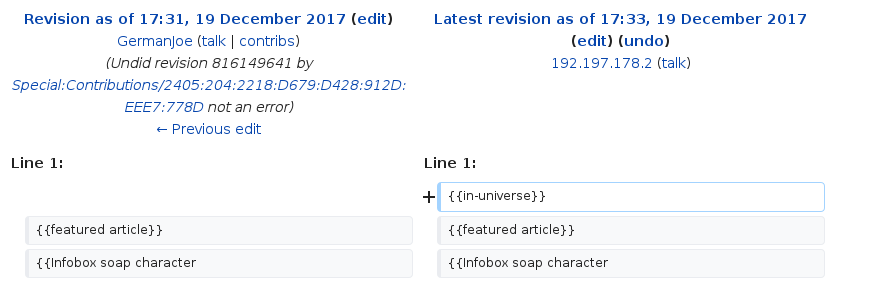 Revision as of 17:31, 19 December 2017 (edit)
GermanJoe (talk | contribs)
(Undid revision 816149641 by
Special:Contributions/2405:204:2218:D679:D428:912D:
EEE7:778D not an error)
← Previous edit
Latest revision as of 17:33, 19 December 2017
(edit) (undo)
192.197.178.2 (talk)
Line 1:
Line 1:
+ {{in-universe}}
{{featured article}}
{{featured article}}
{{Infobox soap character
{{Infobox soap character